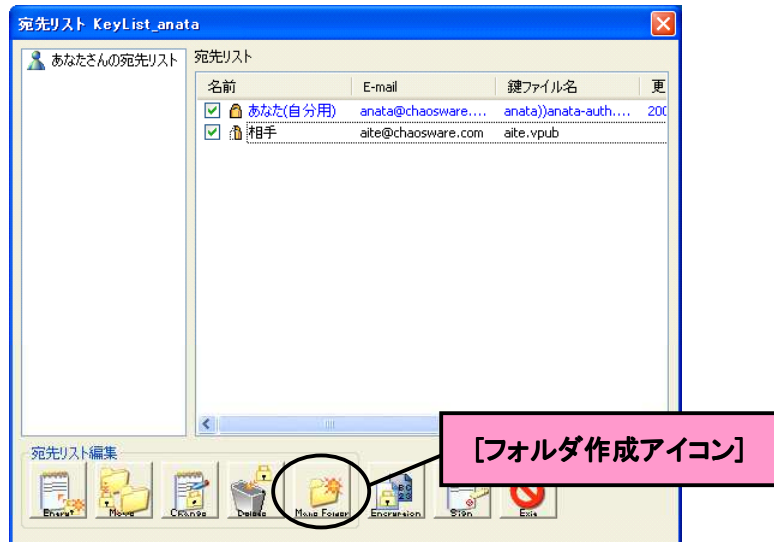 宛先リスト KeyList_anata
あなたさんの宛先リスト
宛先リスト
名前 E-mail 鍵ファイル名 更
あなた(自分用) anata@chaosware.... anata))anata-auth.... 200
相手 aite@chaosware.com aite.vpub
[フォルダ作成アイコン]
宛先リスト編集
Move Change Delete Make Folder Encryption Sign Exit